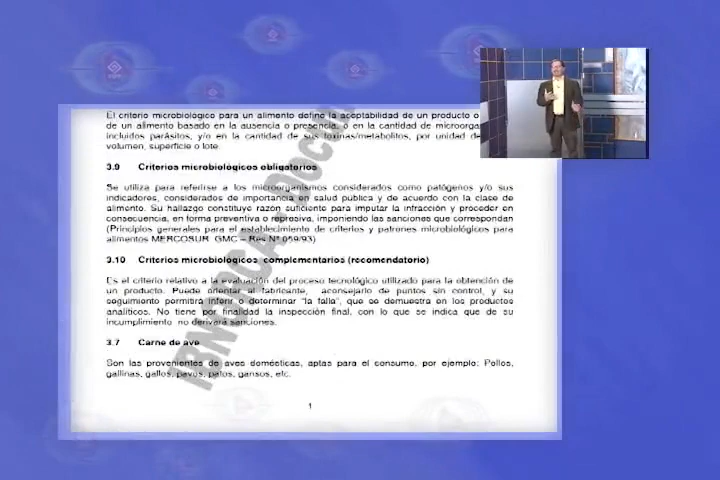 El criterio microbiológico para un alimento define la aceptabilidad de un producto o
de un alimento basado en la ausencia o presencia, o en la cantidad de microorgan
incluidos parásitos, y/o en la cantidad de sus toxinas/metabolitos, por unidad de
volumen, superficie o lote.
3.9 Criterios microbiológicos obligatorios
Se utiliza para referirse a los microorganismos considerados como patógenos y/o sus
indicadores, considerados de importancia en salud pública y de acuerdo con la clase de
alimento. Su hallazgo constituye razón suficiente para imputar la infracción y proceder en
consecuencia, en forma preventiva o represiva, imponiendo las sanciones que correspondan
(Principios generales para el establecimiento de criterios y patrones microbiológicos para
alimentos MERCOSUR GMC – Res Nº 059/93)
3.10 Criterios microbiológicos complementarios (recomendatorio)
Es el criterio relativo a la evaluación del proceso tecnológico utilizado para la obtención de
un producto. Puede orientar al fabricante, aconsejarlo de puntos sin control, y su
seguimiento permitirá inferir o determinar "la falla", que se demuestra en los productos
analíticos. No tiene por finalidad la inspección final, con lo que se indica que de su
incumplimiento no derivará sanciones.
3.7 Carne de ave
Son las provenientes de aves domésticas, aptas para el consumo, por ejemplo: Pollos,
gallinas, gallos, pavos, patos, gansos, etc.
1